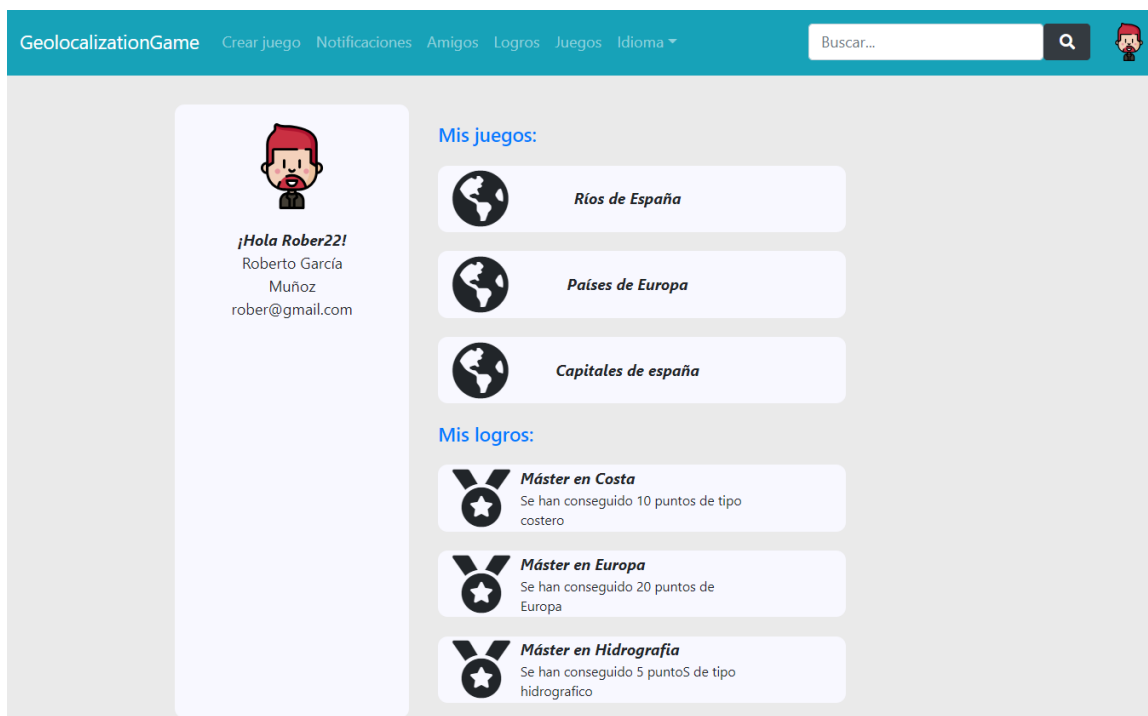 GeolocalizationGame Crear juego Notificaciones Amigos Logros Juegos Idioma Buscar...
¡Hola Rober22!
Roberto García
Muñoz
rober@gmail.com
Mis juegos:
Ríos de España
Países de Europa
Capitales de españa
Mis logros:
Máster en Costa
Se han conseguido 10 puntos de tipo
costero
Máster en Europa
Se han conseguido 20 puntos de
Europa
Máster en Hidrografia
Se han conseguido 5 puntoS de tipo
hidrografico